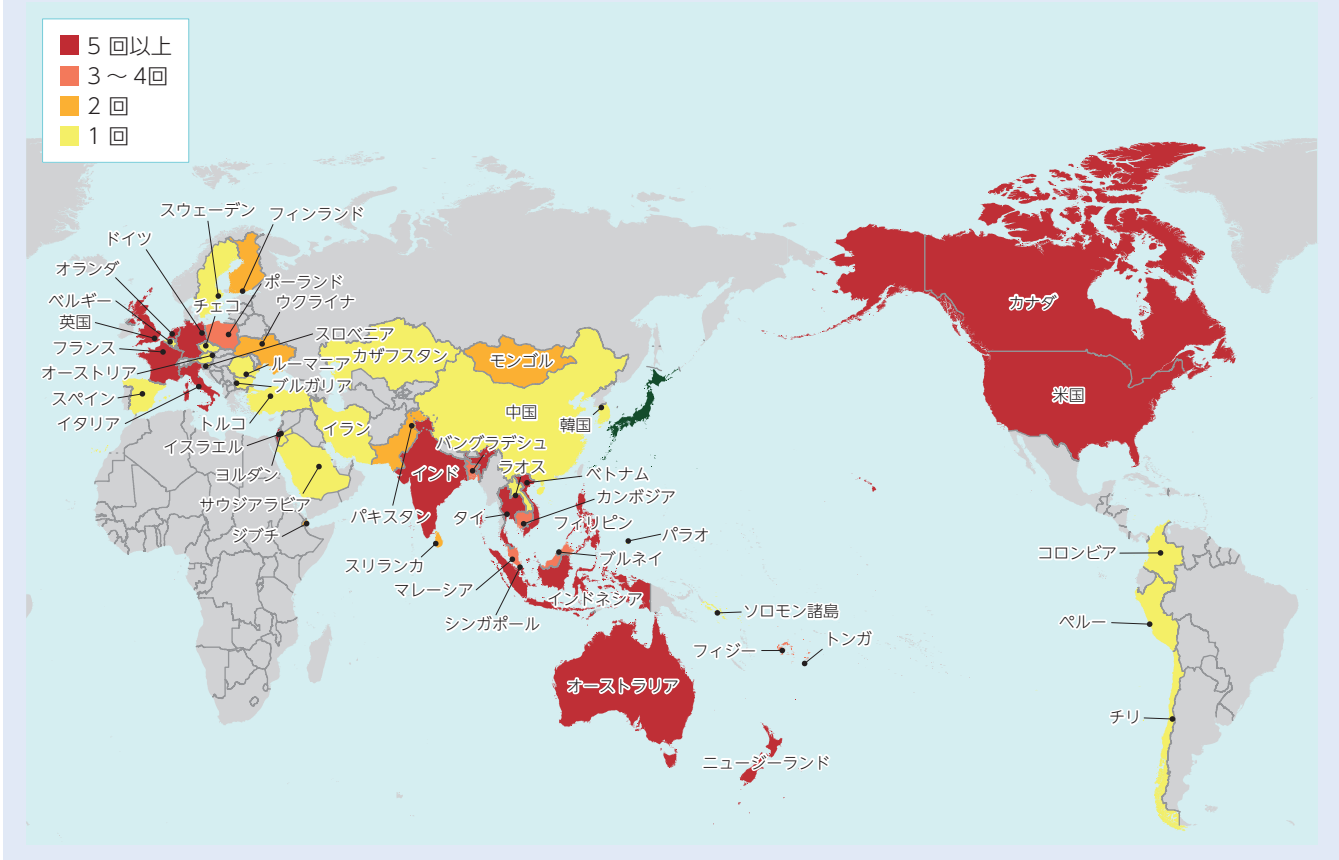 5 回以上
3 ～ 4回
2 回
1 回
スウェーデン
フィンランド
ドイツ
オランダ
ポーランド
ベルギー
チェコ
ウクライナ
英国
スロベニア
フランス
カザフスタン
モンゴル
ルーマニア
オーストリア
ブルガリア
スペイン
イタリア
トルコ
イラン
中国
韓国
イスラエル
バングラデシュ
ヨルダン
インド
ラオス
ベトナム
サウジアラビア
カンボジア
パキスタン
タイ
フィリピン
ジブチ
パラオ
スリランカ
ブルネイ
マレーシア
インドネシア
シンガポール
ソロモン諸島
フィジー
トンガ
オーストラリア
ニュージーランド
カナダ
米国
コロンビア
ペルー
チリ